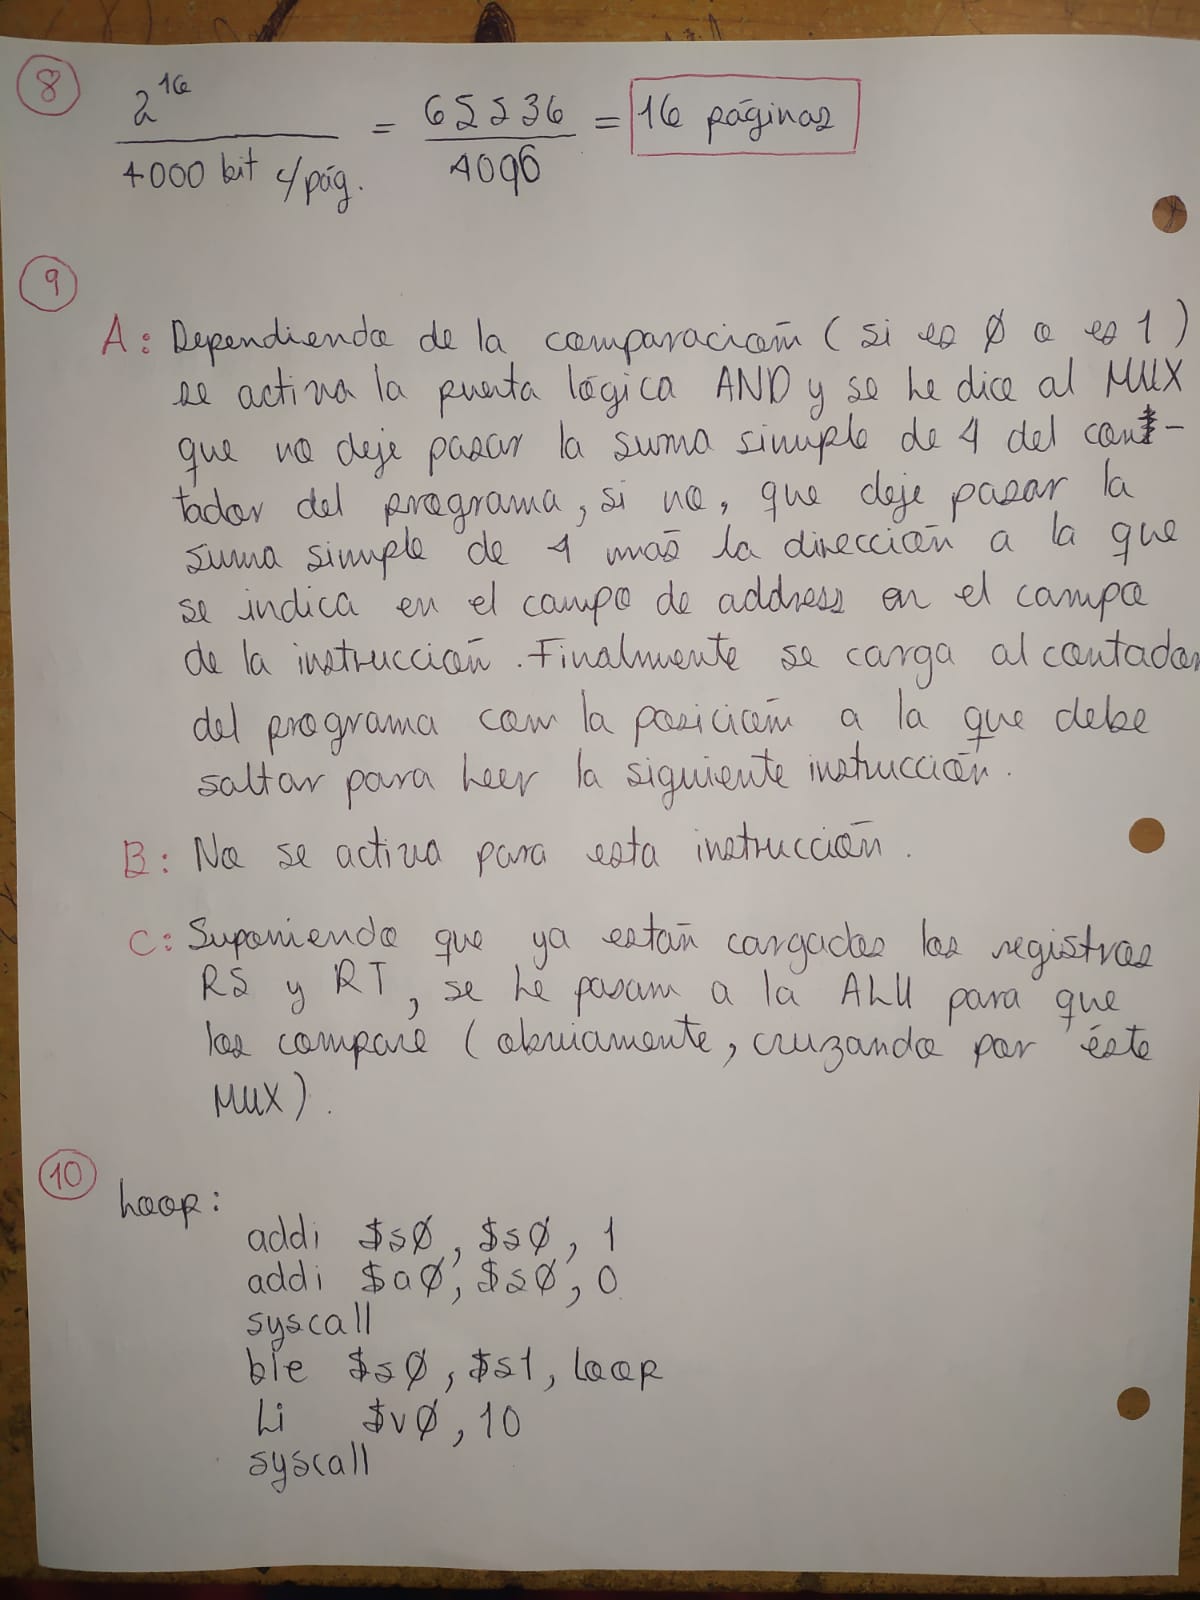 8
2^16 / 4000 bit c/pág. = 65536 / 4096 = 16 páginas
9
A: Dependiendo de la comparación (si es Ø o es 1)
se activa la puerta lógica AND y se le dice al MUX
que no deje pasar la suma simple de 4 del con-
tador del programa, si no, que deje pasar la
suma simple de 4 más la dirección a la que
se indica en el campo de address en el campo
de la instrucción. Finalmente se carga al contador
del programa com la posición a la que debe
saltar para leer la siguiente instrucción.
B: No se activa para esta instrucción.
C: Suponiendo que ya están cargados los registros
RS y RT, se le pasam a la ALU para que
los compare (obviamente, cruzando por éste
MUX).
10
Loop:
addi $sØ, $sØ, 1
addi $aØ, $sØ, 0
syscall
ble $sØ, $s1, Loop
Li $vØ, 10
syscall